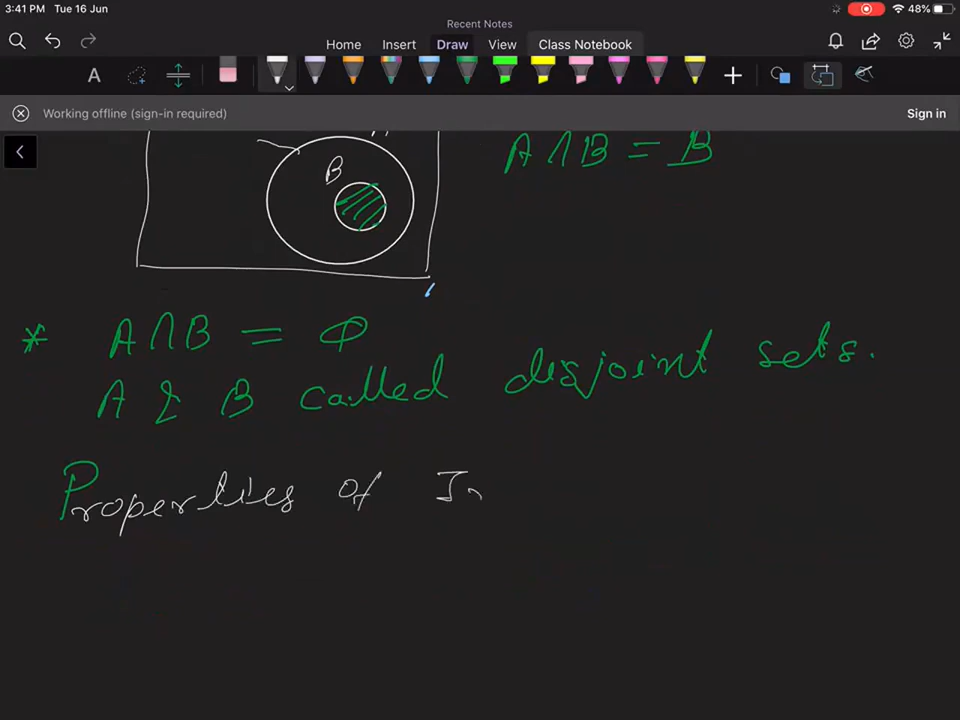 3:41 PM Tue 16 Jun
48%
Recent Notes
Home Insert Draw View Class Notebook
A
Working offline (sign-in required) Sign in
B
A∩B = B
* A∩B = Φ
A & B called disjoint sets.
Properties of In